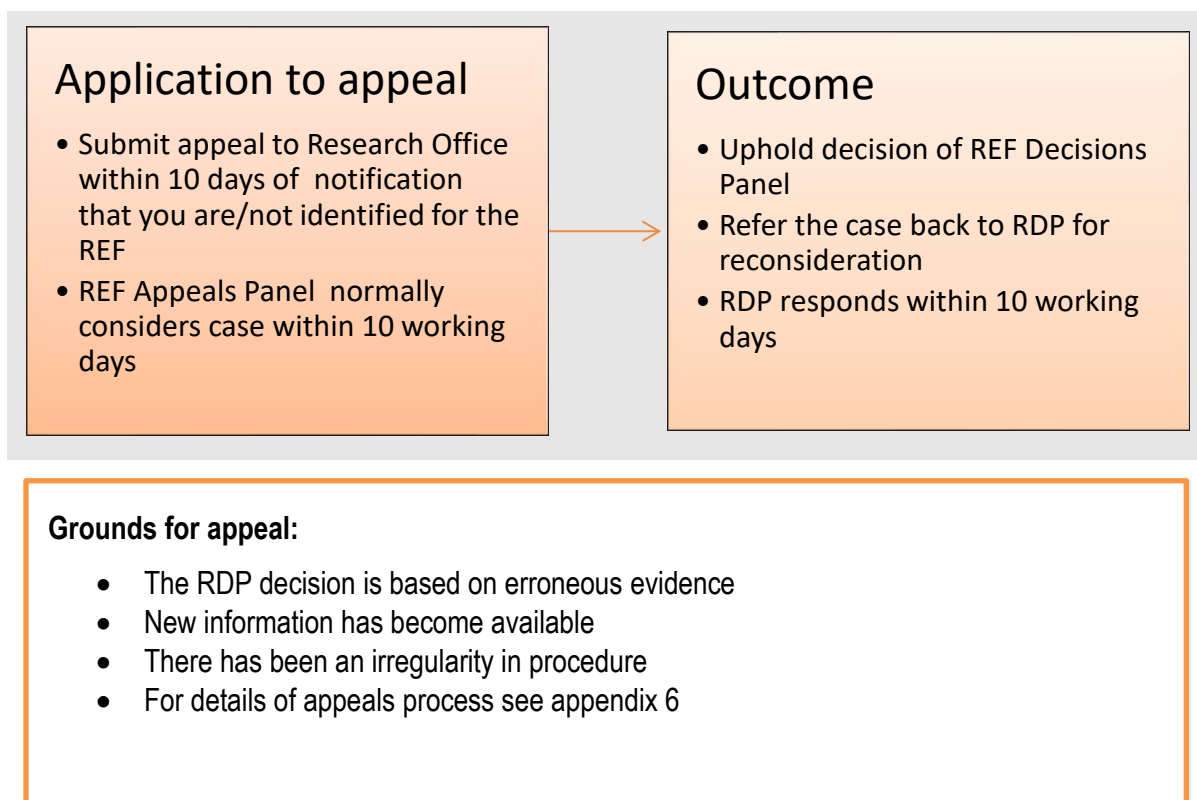 Application to appeal
• Submit appeal to Research Office
within 10 days of notification
that you are/not identified for the
REF
• REF Appeals Panel normally
considers case within 10 working
days
Outcome
• Uphold decision of REF Decisions
Panel
• Refer the case back to RDP for
reconsideration
• RDP responds within 10 working
days
Grounds for appeal:
• The RDP decision is based on erroneous evidence
• New information has become available
• There has been an irregularity in procedure
• For details of appeals process see appendix 6